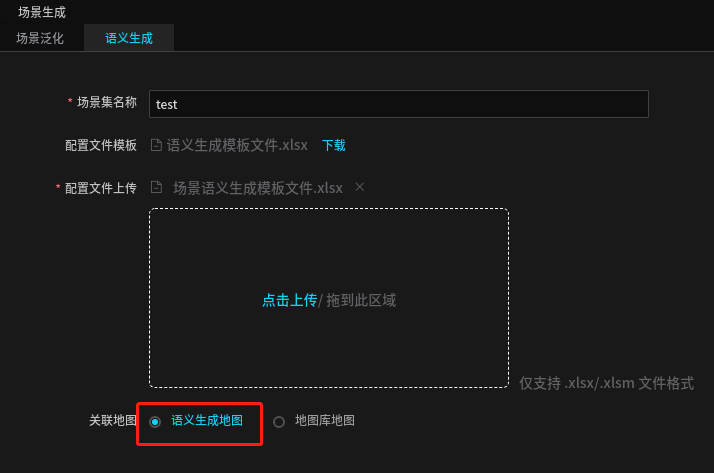 场景生成
场景泛化 语义生成
* 场景集名称 test
配置文件模板 语义生成模板文件.xlsx 下载
* 配置文件上传 场景语义生成模板文件.xlsx ×
点击上传/ 拖到此区域
仅支持 .xlsx/.xlsm 文件格式
关联地图 语义生成地图 地图库地图